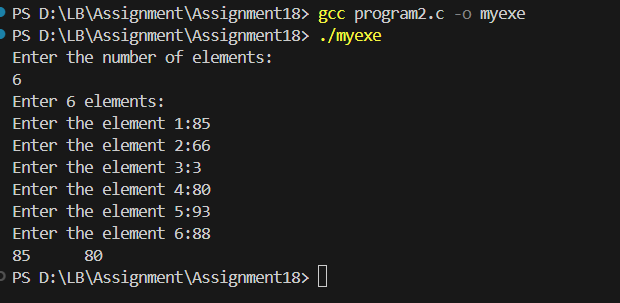 PS D:\LB\Assignment\Assignment18> gcc program2.c -o myexe
PS D:\LB\Assignment\Assignment18> ./myexe
Enter the number of elements:
6
Enter 6 elements:
Enter the element 1:85
Enter the element 2:66
Enter the element 3:3
Enter the element 4:80
Enter the element 5:93
Enter the element 6:88
85      80
PS D:\LB\Assignment\Assignment18>